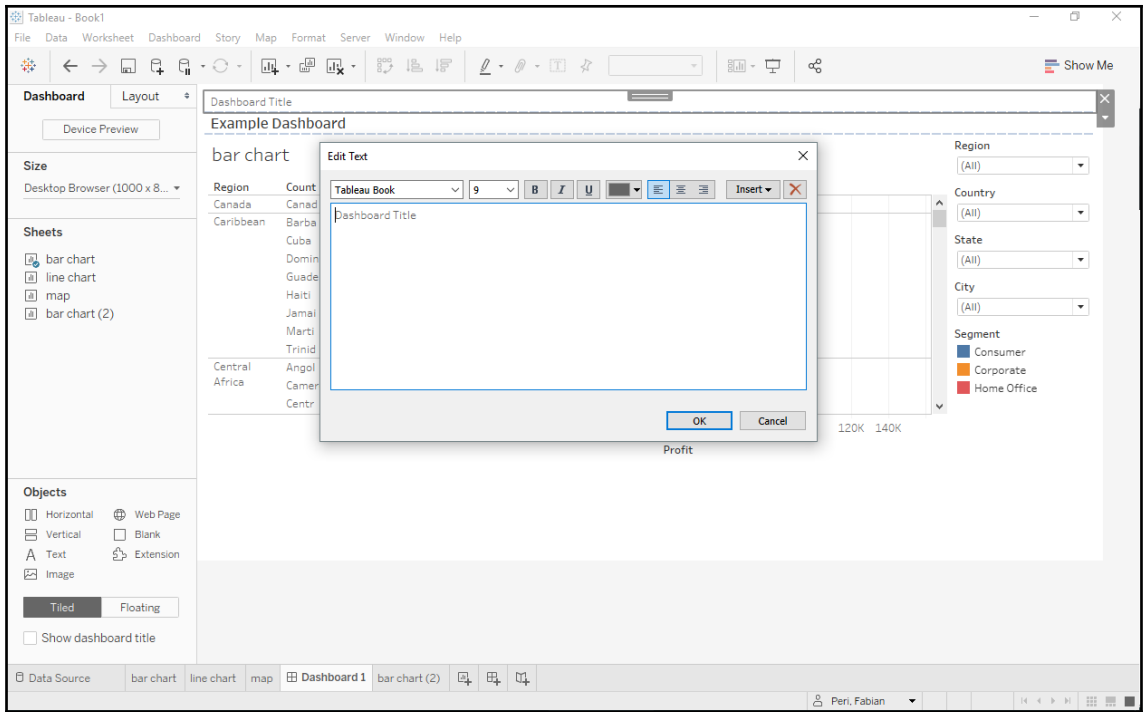 Tableau - Book1
File Data Worksheet Dashboard Story Map Format Server Window Help
Show Me
Dashboard Layout
Device Preview
Size
Desktop Browser (1000 x 8...
Sheets
bar chart
line chart
map
bar chart (2)
Objects
Horizontal Web Page
Vertical Blank
A Text Extension
Image
Tiled Floating
Show dashboard title
Dashboard Title
Example Dashboard
bar chart
Region Count
Canada Canad
Caribbean Barba
Cuba
Domin
Guade
Haiti
Jamai
Marti
Trinid
Central Africa Angol
Camer
Centr
120K 140K
Profit
Edit Text
Tableau Book 9 B I U Insert
Dashboard Title
OK Cancel
Region
(All)
Country
(All)
State
(All)
City
(All)
Segment
Consumer
Corporate
Home Office
Data Source bar chart line chart map Dashboard 1 bar chart (2)
Peri, Fabian